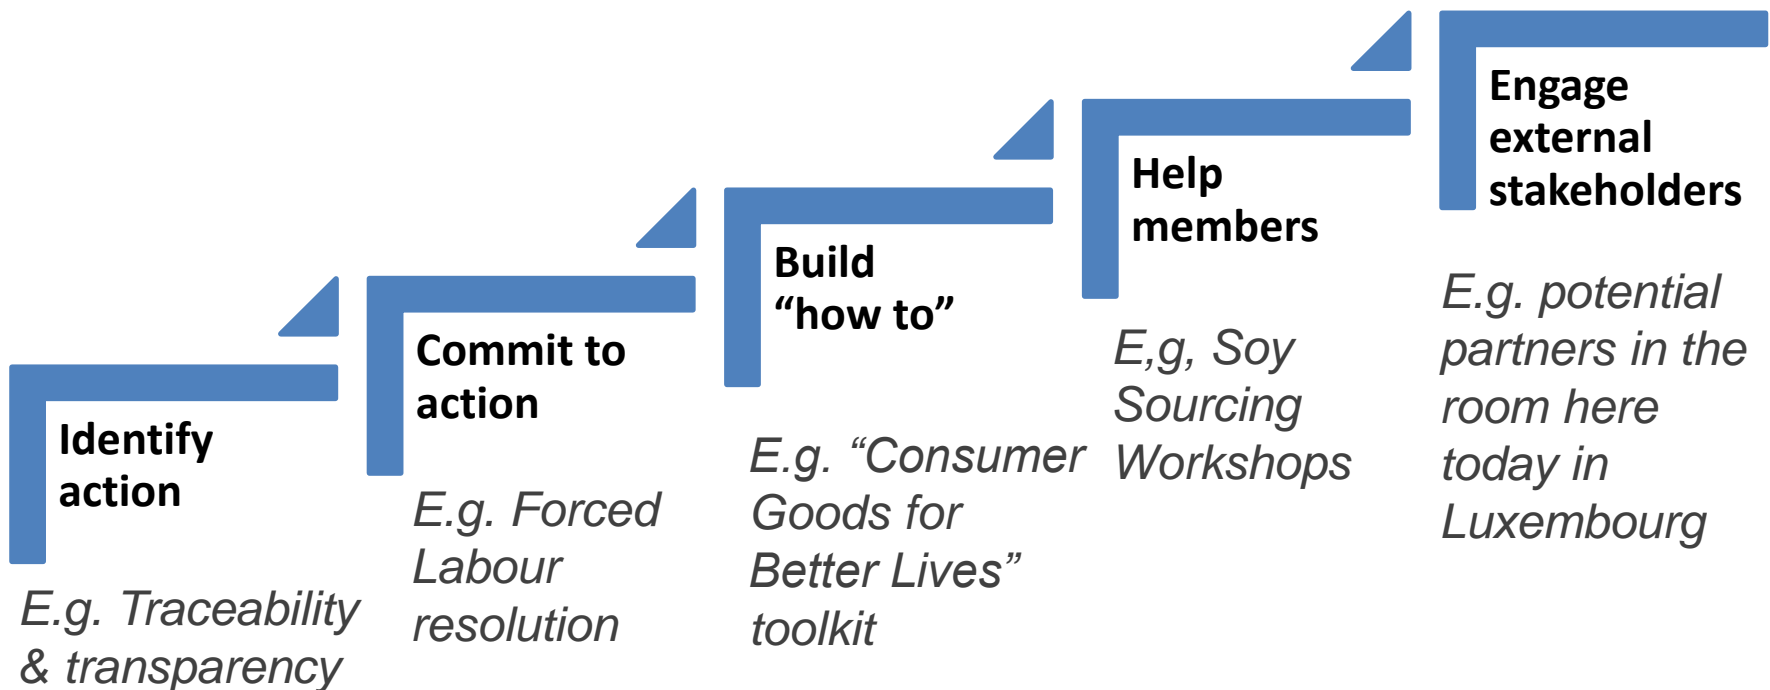 Identify
action
E.g. Traceability
& transparency
Commit to
action
E.g. Forced
Labour
resolution
Build
“how to”
E.g. “Consumer
Goods for
Better Lives”
toolkit
Help
members
E,g, Soy
Sourcing
Workshops
Engage
external
stakeholders
E.g. potential
partners in the
room here
today in
Luxembourg